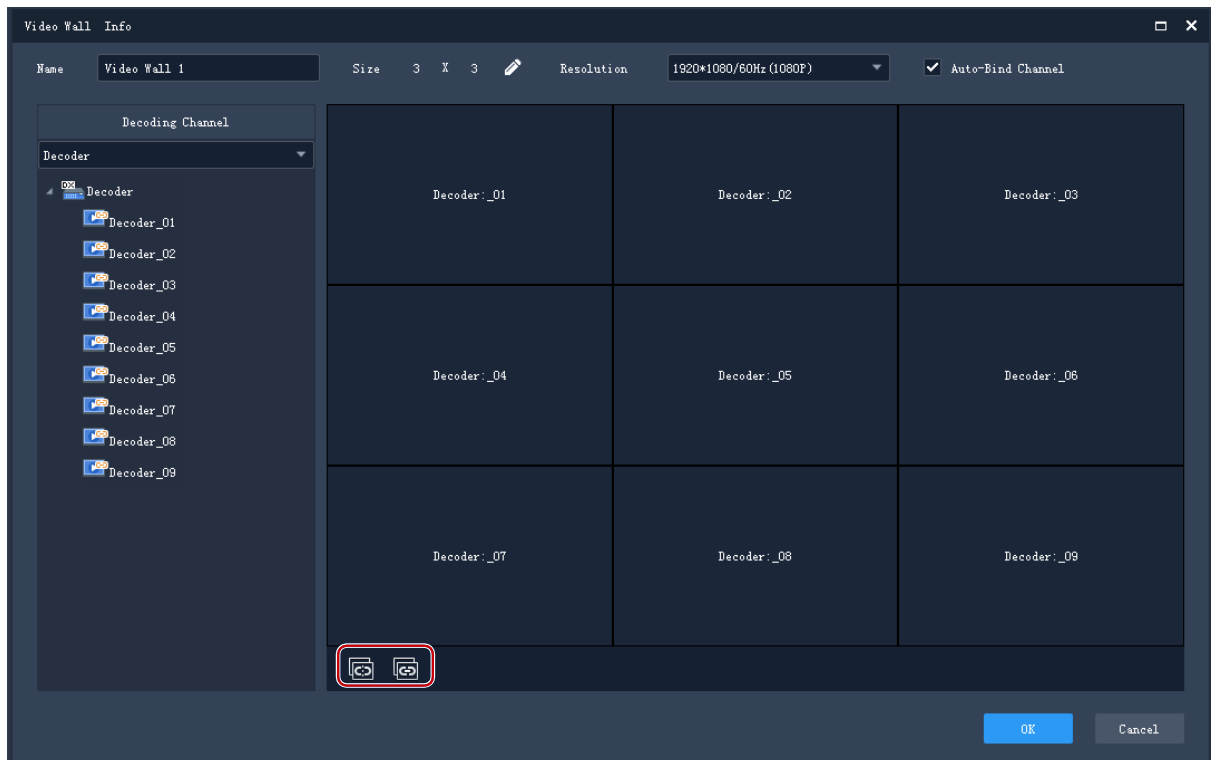 Video Wall Info
Name Video Wall 1 Size 3 X 3 Resolution 1920*1080/60Hz(1080P) Auto-Bind Channel
Decoding Channel
Decoder
DX
Decoder
Decoder_01
Decoder_02
Decoder_03
Decoder_04
Decoder_05
Decoder_06
Decoder_07
Decoder_08
Decoder_09
Decoder:_01 Decoder:_02 Decoder:_03
Decoder:_04 Decoder:_05 Decoder:_06
Decoder:_07 Decoder:_08 Decoder:_09
OK Cancel